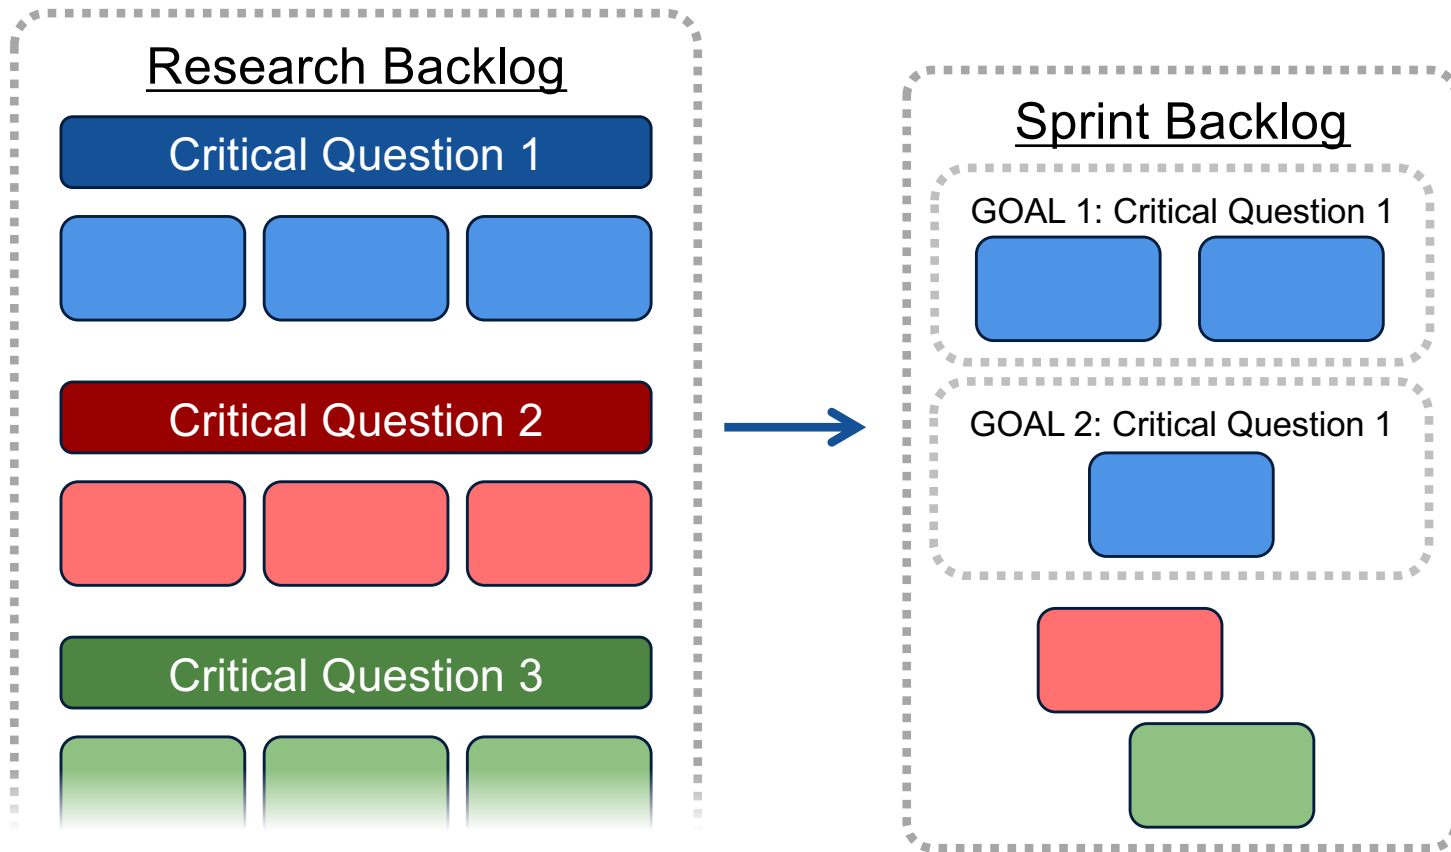 Research Backlog
Critical Question 1
Critical Question 2
Critical Question 3
Sprint Backlog
GOAL 1: Critical Question 1
GOAL 2: Critical Question 1